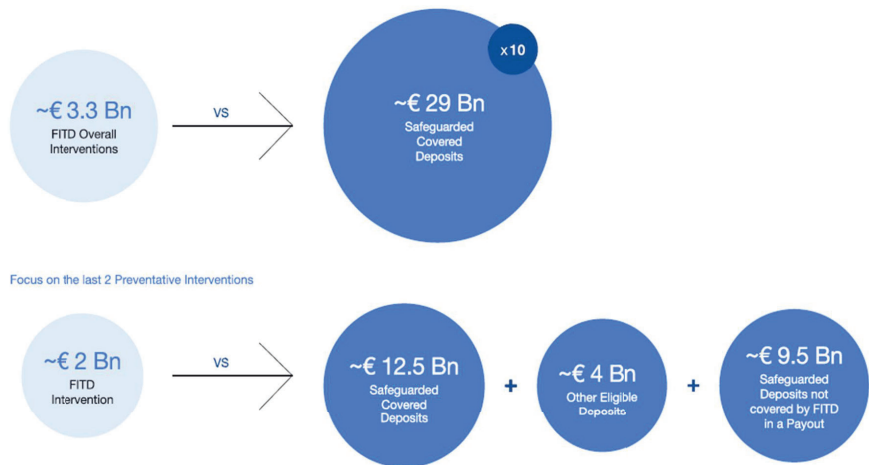 x10
~€ 3.3 Bn
FITD Overall
Interventions
vs
~€ 29 Bn
Safeguarded
Covered
Deposits
Focus on the last 2 Preventative Interventions
~€ 2 Bn
FITD
Intervention
vs
~€ 12.5 Bn
Safeguarded
Covered
Deposits
+
~€ 4 Bn
Other Eligible
Deposits
+
~€ 9.5 Bn
Safeguarded
Deposits not
covered by FITD
in a Payout